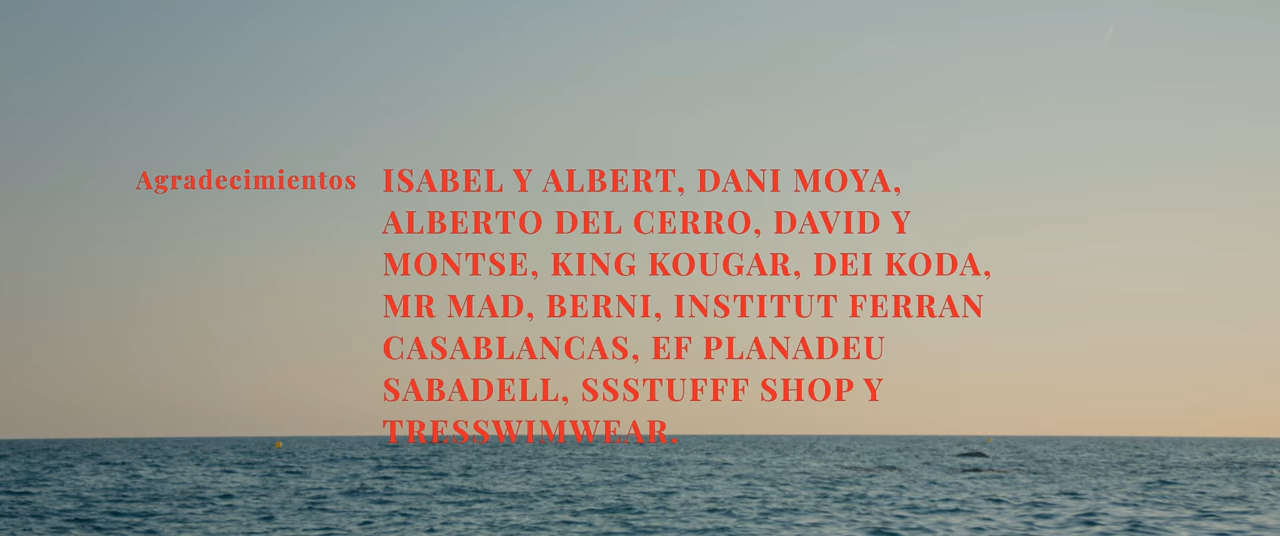 Agradecimientos ISABEL Y ALBERT, DANI MOYA,
ALBERTO DEL CERRO, DAVID Y
MONTSE, KING KOUGAR, DEI KODA,
MR MAD, BERNI, INSTITUT FERRAN
CASABLANCAS, EF PLANADEU
SABADELL, SSSTUFFF SHOP Y
TRESSWIMWEAR.